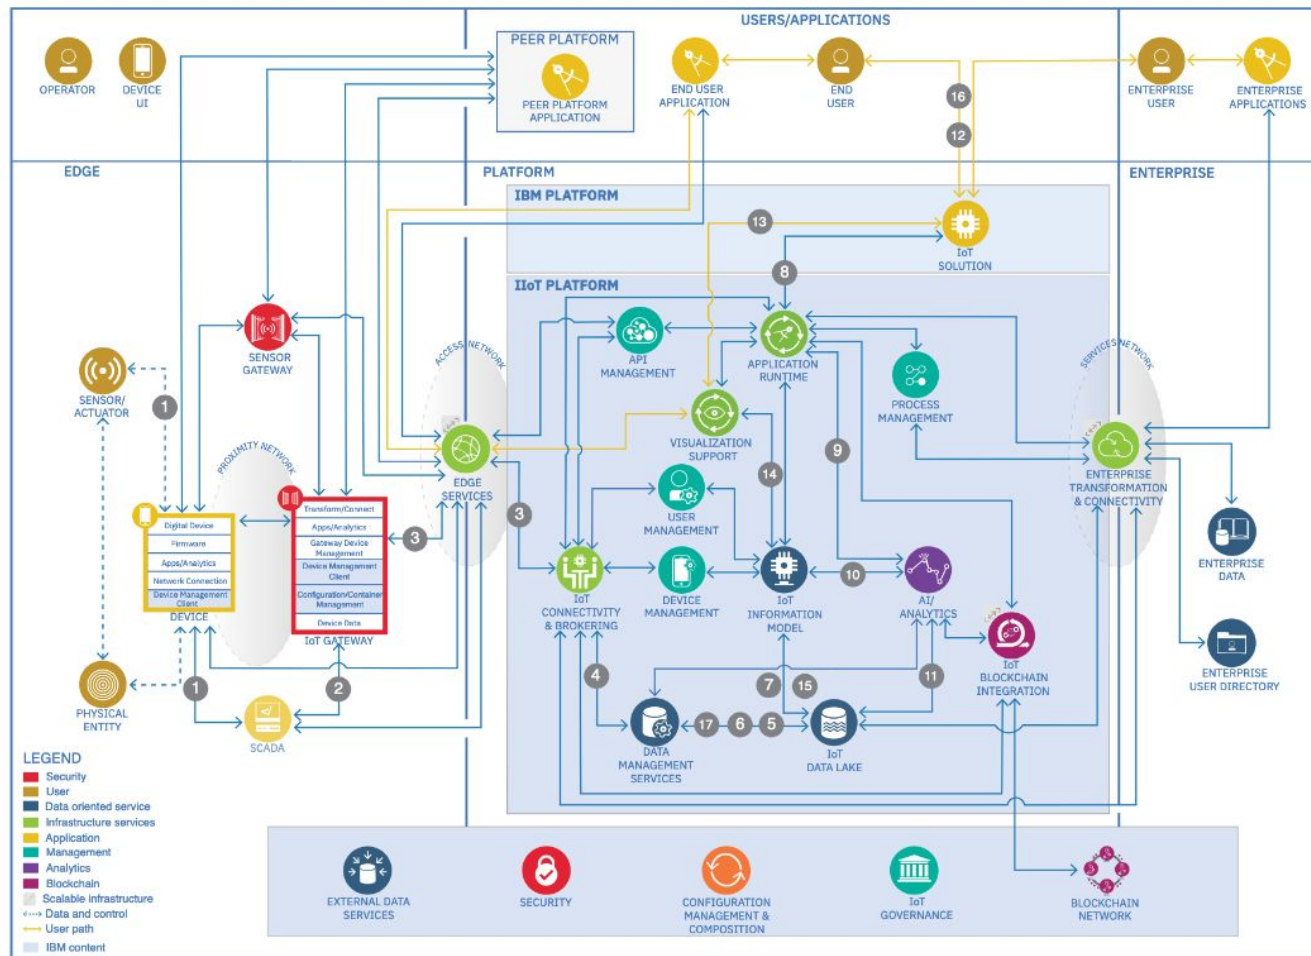 USERS/APPLICATIONS
OPERATOR
DEVICE
UI
PEER PLATFORM
PEER PLATFORM
APPLICATION
END USER
APPLICATION
END
USER
16
12
ENTERPRISE
USER
ENTERPRISE
APPLICATIONS
EDGE
PLATFORM
ENTERPRISE
IBM PLATFORM
13
IoT
SOLUTION
8
IIoT PLATFORM
SENSOR
GATEWAY
ACCESS NETWORK
API
MANAGEMENT
APPLICATION
RUNTIME
PROCESS
MANAGEMENT
SERVICES NETWORK
SENSOR/
ACTUATOR
1
PROXIMITY NETWORK
EDGE
SERVICES
VISUALIZATION
SUPPORT
9
14
ENTERPRISE
TRANSFORMATION
& CONNECTIVITY
Digital Device
Firmware
Apps/Analytics
Network Connection
Device Management
Client
DEVICE
Transform/Connect
Apps/Analytics
Gateway Device
Management
Device Management
Client
Configuration/Container
Management
Device Data
IoT GATEWAY
3
3
USER
MANAGEMENT
IoT
CONNECTIVITY
& BROKERING
DEVICE
MANAGEMENT
IoT
INFORMATION
MODEL
10
AI/
ANALYTICS
ENTERPRISE
DATA
PHYSICAL
ENTITY
1
2
SCADA
4
7
15
11
IoT
BLOCKCHAIN
INTEGRATION
ENTERPRISE
USER DIRECTORY
17
6
5
DATA
MANAGEMENT
SERVICES
IoT
DATA LAKE
LEGEND
Security
User
Data oriented service
Infrastructure services
Application
Management
Analytics
Blockchain
Scalable infrastructure
Data and control
User path
IBM content
EXTERNAL DATA
SERVICES
SECURITY
CONFIGURATION
MANAGEMENT &
COMPOSITION
IoT
GOVERNANCE
BLOCKCHAIN
NETWORK